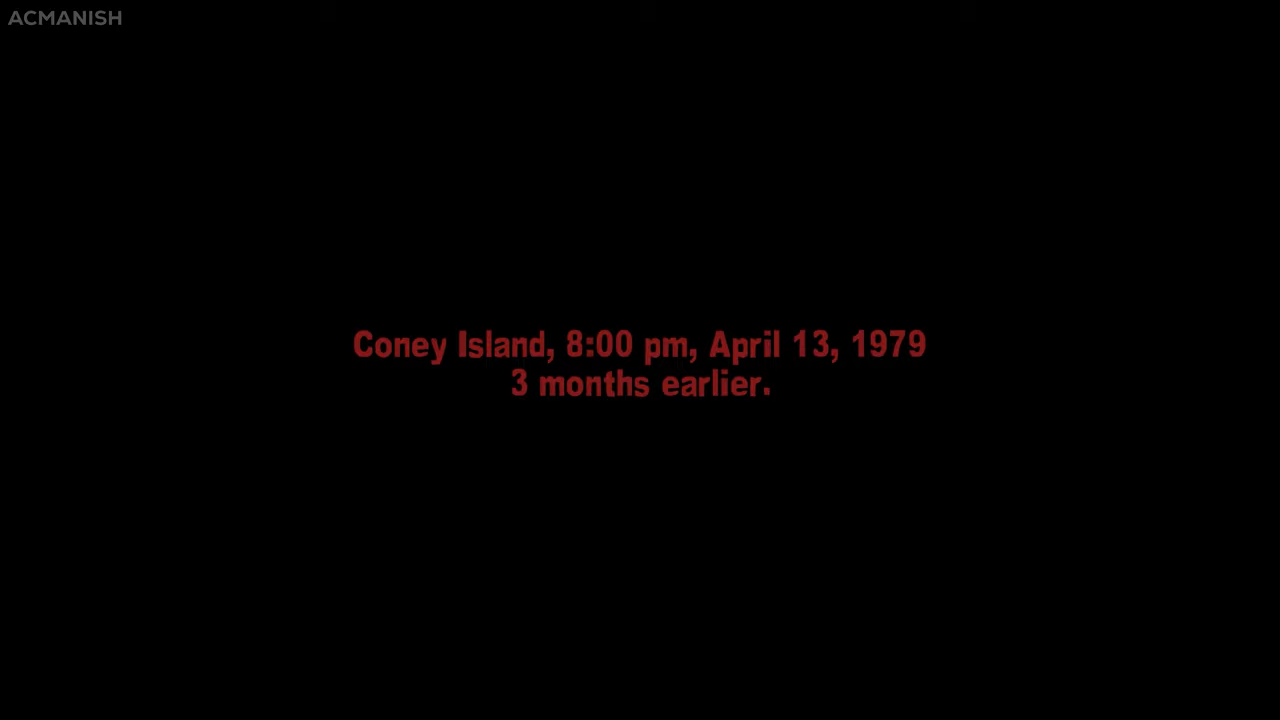 ACMANISH
Coney Island, 8:00 pm, April 13, 1979
3 months earlier.